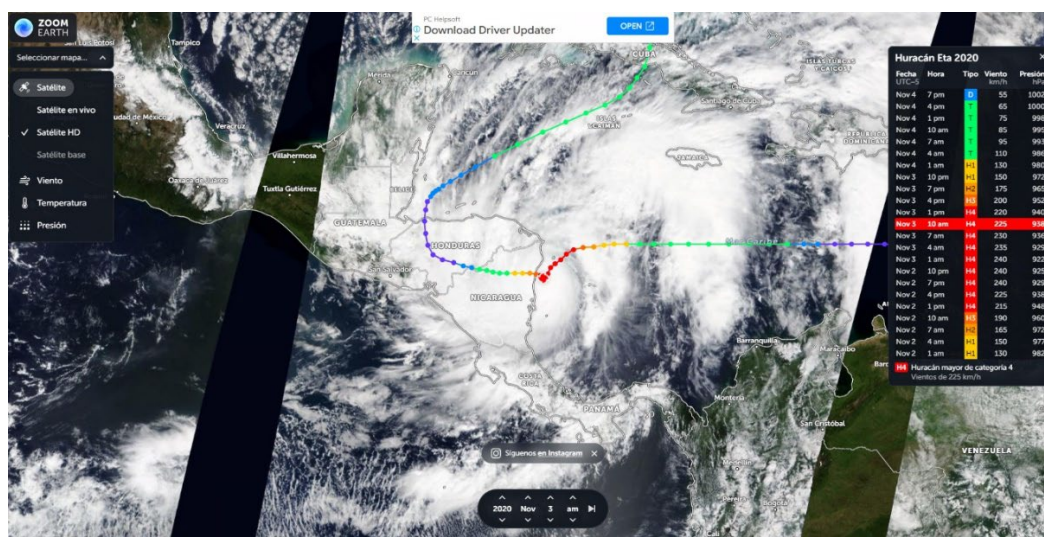 ZOOM
EARTH
Seleccionar mapa...
Satélite
Satélite en vivo
Satélite HD
Satélite base
Viento
Temperatura
Presión
PC Helpsoft
Download Driver Updater
OPEN
Tampico
Mérida
Cancún
Veracruz
Villahermosa
Oaxaca de Juárez
Tuxtla Gutiérrez
BELICE
GUATEMALA
HONDURAS
San Salvador
NICARAGUA
COSTA
RICA
PANAMÁ
CUBA
ISLAS
CAIMÁN
Santiago de Cuba
JAMAICA
ISLAS TURCAS
Y CAICOS
REPÚBLICA
DOMINICANA
Mar Caribe
Barranquilla
Maracaibo
Montería
San Cristóbal
Medellín
Pereira
Bogotá
Cali
VENEZUELA
Huracán Eta 2020
Fecha Hora Tipo Viento Presión
UTC-5 km/h hPa
Nov 4 7 pm D 55 1002
Nov 4 4 pm T 65 1000
Nov 4 1 pm T 75 998
Nov 4 10 am T 85 995
Nov 4 7 am T 95 993
Nov 4 4 am T 110 986
Nov 4 1 am H1 130 980
Nov 3 10 pm H1 150 972
Nov 3 7 pm H2 175 965
Nov 3 4 pm H3 200 952
Nov 3 1 pm H4 220 940
Nov 3 10 am H4 225 938
Nov 3 7 am H4 230 936
Nov 3 4 am H4 235 925
Nov 3 1 am H4 240 922
Nov 2 10 pm H4 240 925
Nov 2 7 pm H4 240 925
Nov 2 4 pm H4 225 938
Nov 2 1 pm H4 215 948
Nov 2 10 am H3 190 960
Nov 2 7 am H2 165 972
Nov 2 4 am H1 150 977
Nov 2 1 am H1 130 982
H4 Huracán mayor de categoría 4
Vientos de 225 km/h
Síguenos en Instagram
2020 Nov 3 am